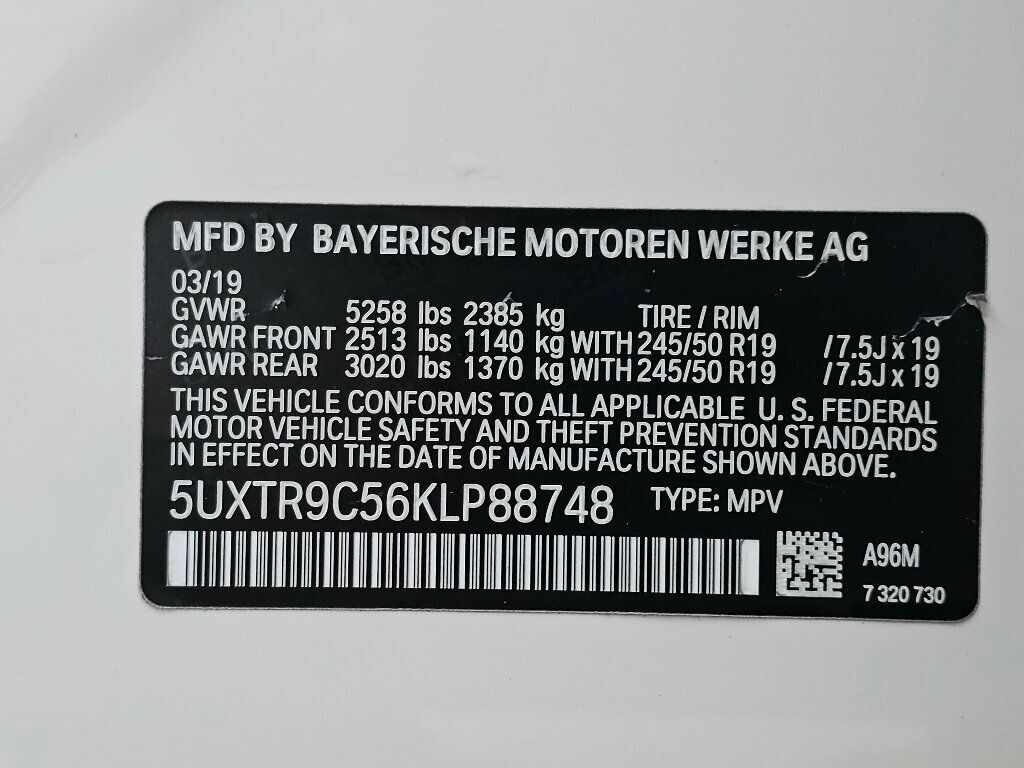 MFD BY BAYERISCHE MOTOREN WERKE AG
03/19
GVWR 5258 lbs 2385 kg TIRE / RIM
GAWR FRONT 2513 lbs 1140 kg WITH 245/50 R19 / 7.5J x 19
GAWR REAR 3020 lbs 1370 kg WITH 245/50 R19 / 7.5J x 19
THIS VEHICLE CONFORMS TO ALL APPLICABLE U. S. FEDERAL
MOTOR VEHICLE SAFETY AND THEFT PREVENTION STANDARDS
IN EFFECT ON THE DATE OF MANUFACTURE SHOWN ABOVE.
5UXTR9C56KLP88748 TYPE: MPV
A96M
7 320 730